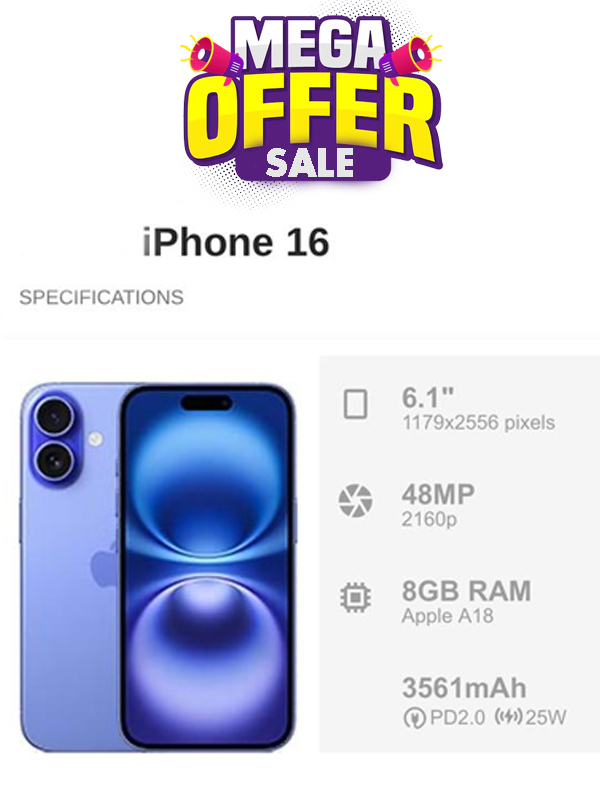 MEGA
OFFER
SALE
iPhone 16
SPECIFICATIONS
6.1"
1179x2556 pixels
48MP
2160p
8GB RAM
Apple A18
3561mAh
PD2.0 25W